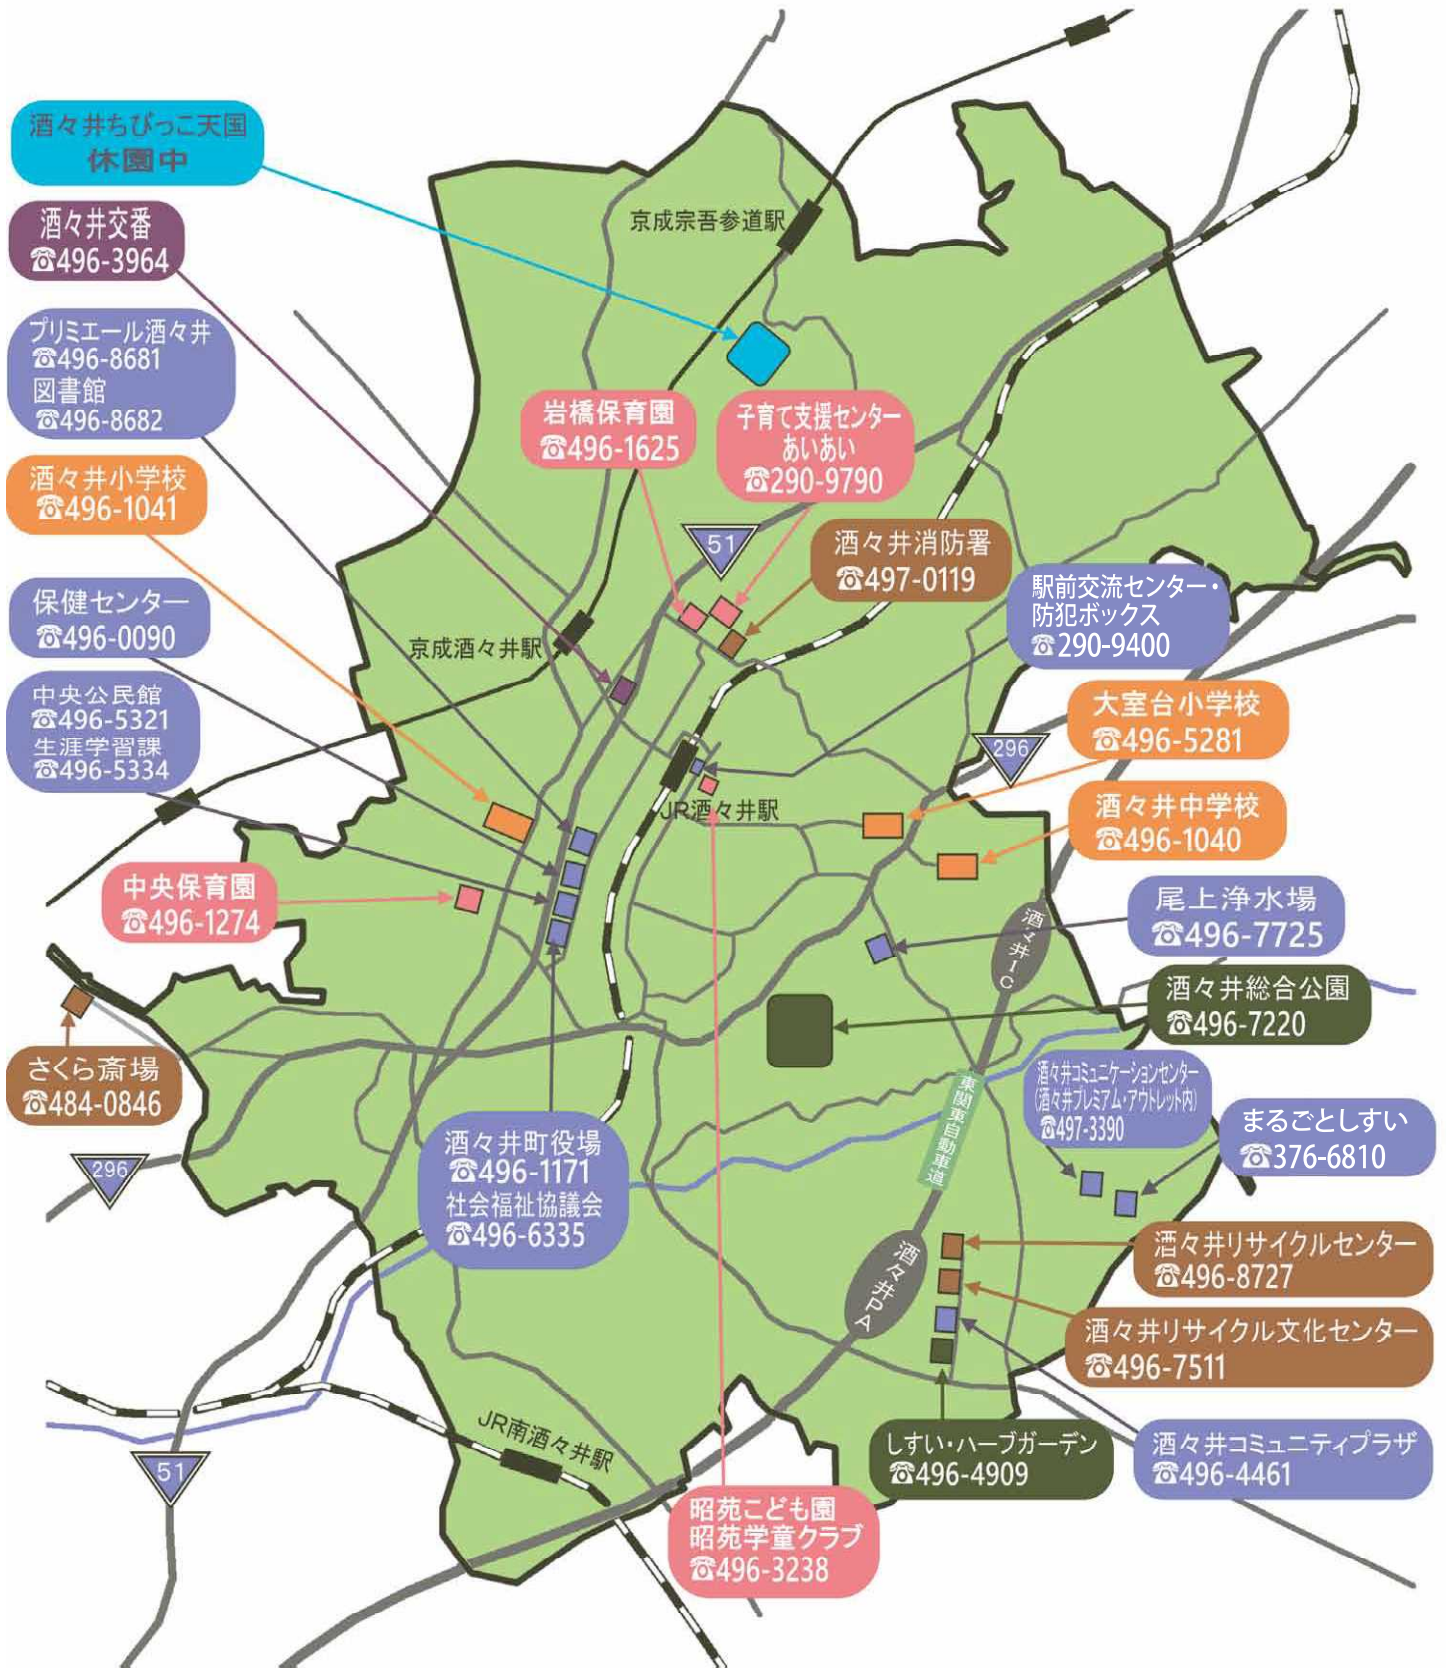 酒々井ちびっこ天国
休園中
酒々井交番
☎496-3964
プリミエール酒々井
☎496-8681
図書館
☎496-8682
酒々井小学校
☎496-1041
保健センター
☎496-0090
中央公民館
☎496-5321
生涯学習課
☎496-5334
中央保育園
☎496-1274
さくら斎場
☎484-0846
296
51
京成宗吾参道駅
岩橋保育園
☎496-1625
子育て支援センター
あいあい
☎290-9790
51
酒々井消防署
☎497-0119
駅前交流センター・
防犯ボックス
☎290-9400
京成酒々井駅
大室台小学校
☎496-5281
296
JR酒々井駅
酒々井中学校
☎496-1040
尾上浄水場
☎496-7725
酒々井IC
酒々井総合公園
☎496-7220
酒々井コミュニケーションセンター
(酒々井プレミアム・アウトレット内)
☎497-3390
まるごとしすい
☎376-6810
東関東自動車道
酒々井町役場
☎496-1171
社会福祉協議会
☎496-6335
酒々井PA
酒々井リサイクルセンター
☎496-8727
酒々井リサイクル文化センター
☎496-7511
しすい・ハーブガーデン
☎496-4909
酒々井コミュニティプラザ
☎496-4461
JR南酒々井駅
昭苑こども園
昭苑学童クラブ
☎496-3238